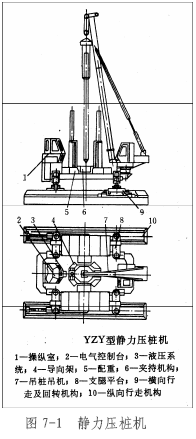 1
5 6 9
2 3 4 7 8 10
YZY型静力压桩机
1—操纵室；2—电气控制台；3—液压系
统；4—导向架；5—配重；6—夹持机构；
7—吊桩吊机；8—支腿平台；9—横向行
走及回转机构；10—纵向行走机构
图 7-1 静力压桩机